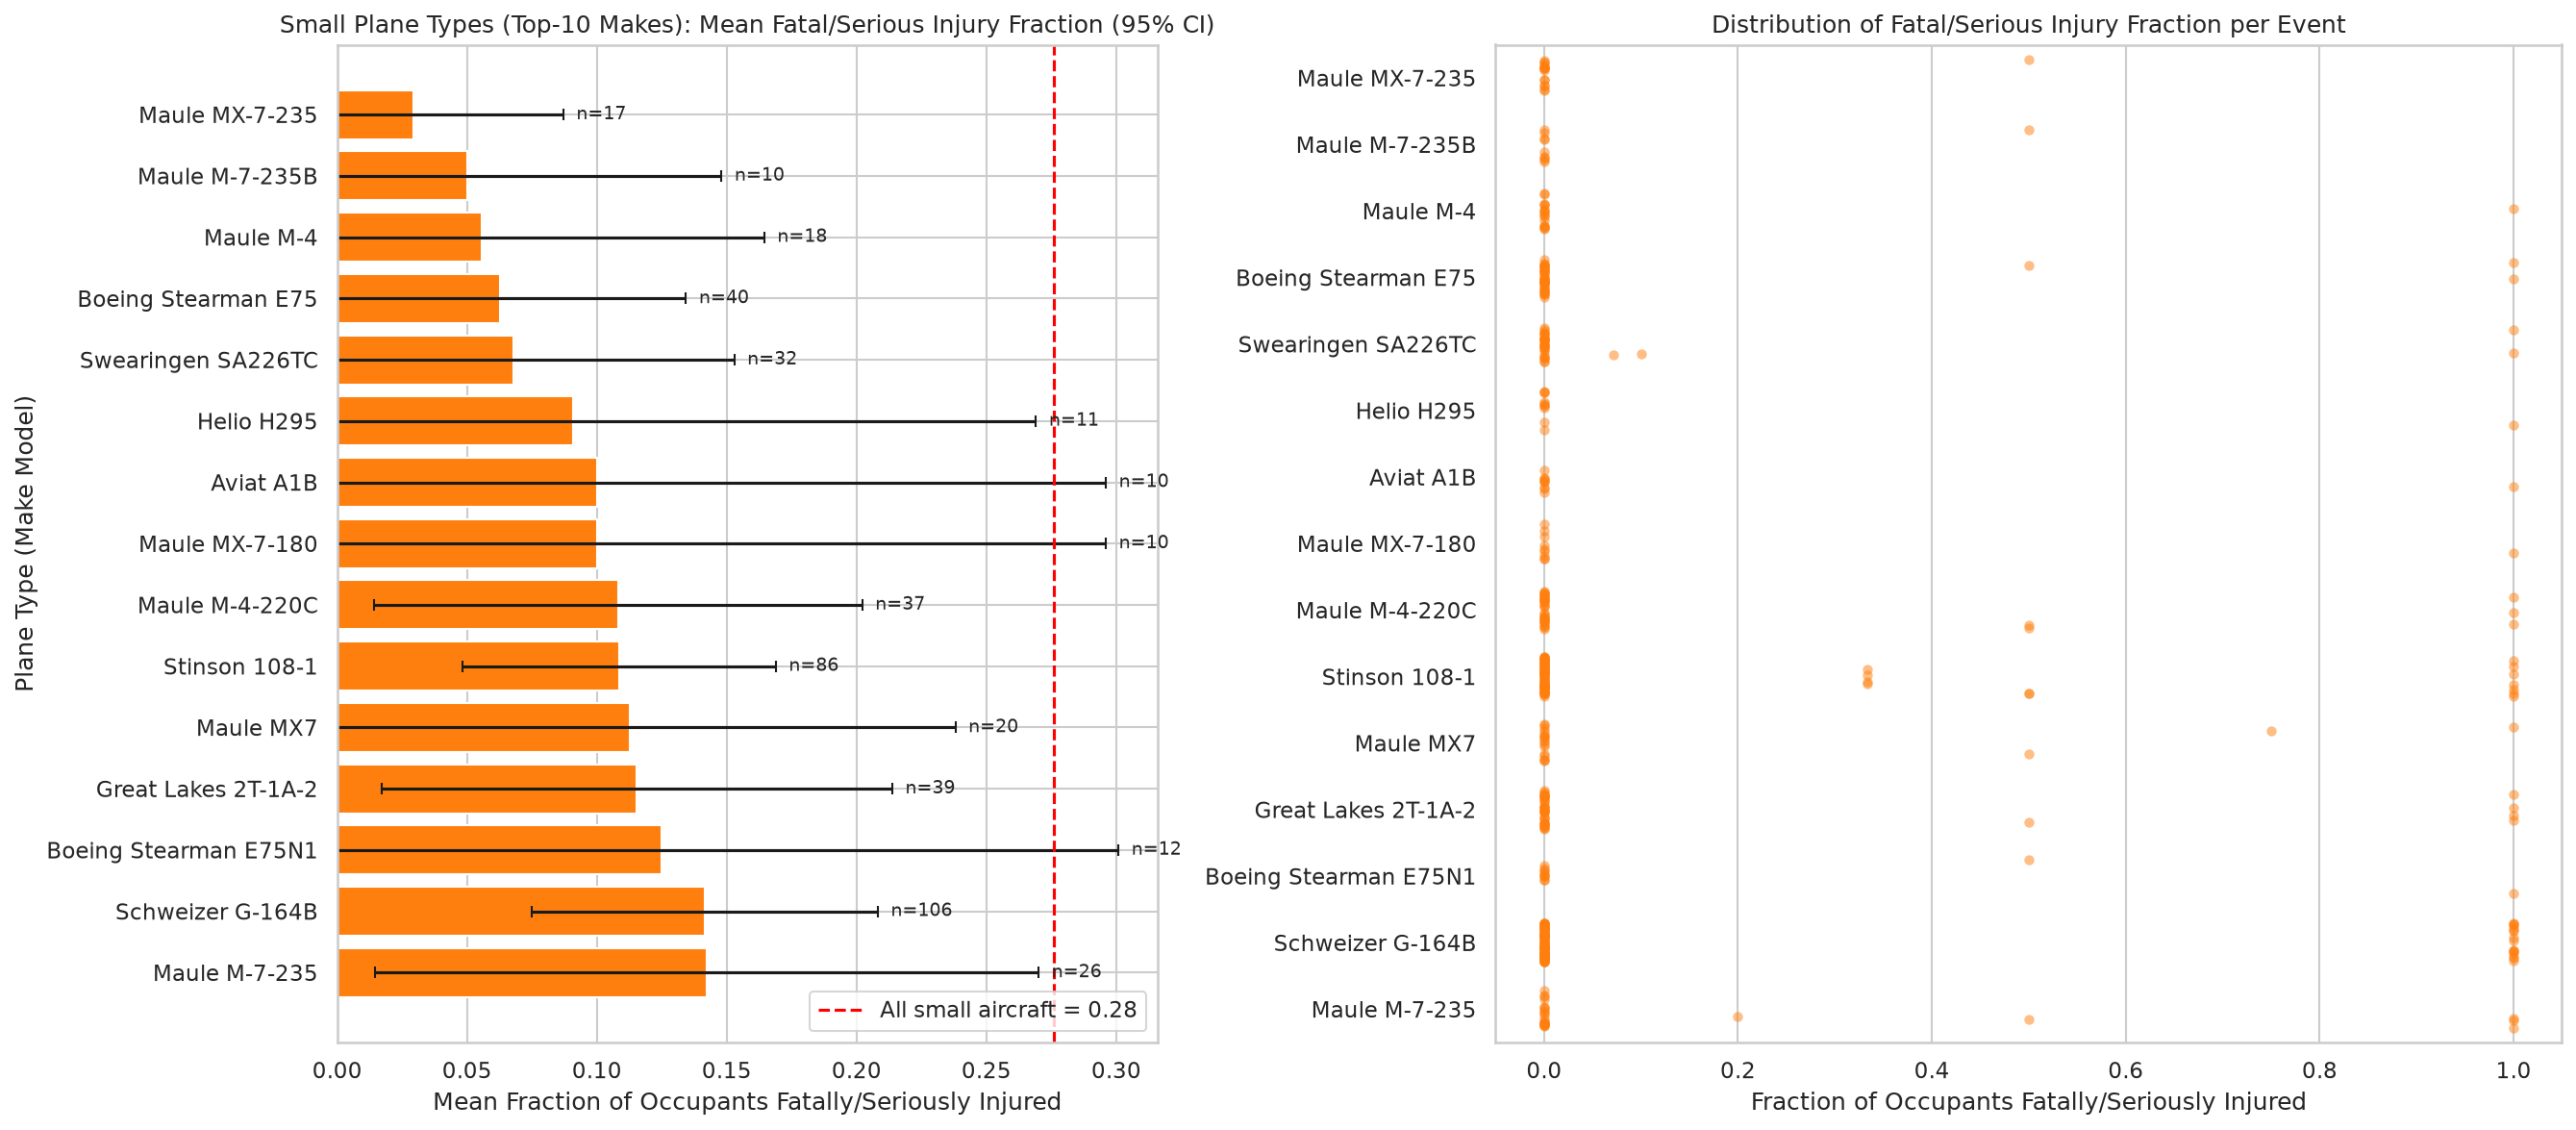 Small Plane Types (Top-10 Makes): Mean Fatal/Serious Injury Fraction (95% CI)
Plane Type (Make Model)
Maule MX-7-235
n=17
Maule M-7-235B
n=10
Maule M-4
n=18
Boeing Stearman E75
n=40
Swearingen SA226TC
n=32
Helio H295
n=11
Aviat A1B
n=10
Maule MX-7-180
n=10
Maule M-4-220C
n=37
Stinson 108-1
n=86
Maule MX7
n=20
Great Lakes 2T-1A-2
n=39
Boeing Stearman E75N1
n=12
Schweizer G-164B
n=106
Maule M-7-235
n=26
All small aircraft = 0.28
0.00 0.05 0.10 0.15 0.20 0.25 0.30
Mean Fraction of Occupants Fatally/Seriously Injured
Distribution of Fatal/Serious Injury Fraction per Event
Maule MX-7-235
Maule M-7-235B
Maule M-4
Boeing Stearman E75
Swearingen SA226TC
Helio H295
Aviat A1B
Maule MX-7-180
Maule M-4-220C
Stinson 108-1
Maule MX7
Great Lakes 2T-1A-2
Boeing Stearman E75N1
Schweizer G-164B
Maule M-7-235
0.0 0.2 0.4 0.6 0.8 1.0
Fraction of Occupants Fatally/Seriously Injured